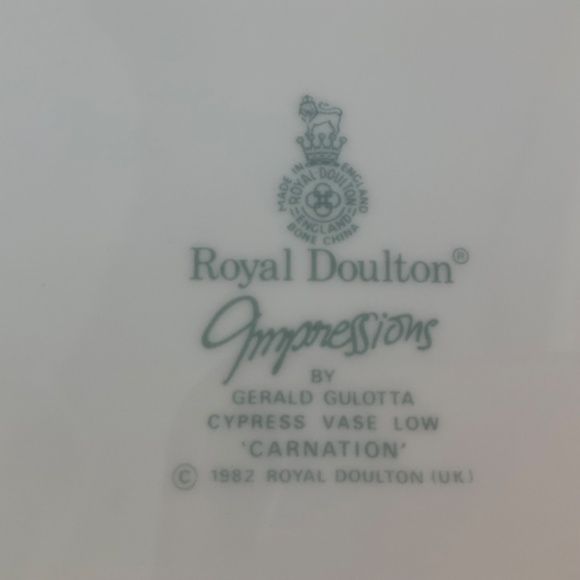 MADE IN ENGLAND
ROYAL DOULTON
ENGLAND
BONE CHINA
Royal Doulton®
Impressions
BY
GERALD GULOTTA
CYPRESS VASE LOW
'CARNATION'
© 1982 ROYAL DOULTON (UK)